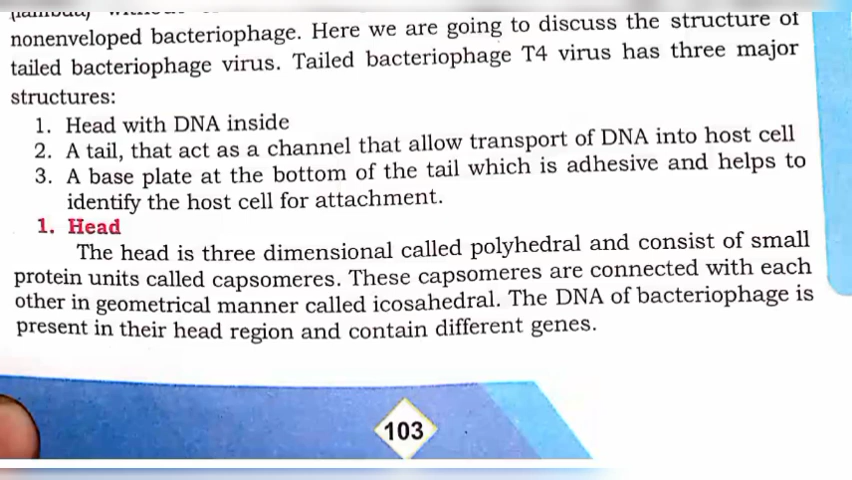 nonenveloped bacteriophage. Here we are going to discuss the structure of
tailed bacteriophage virus. Tailed bacteriophage T4 virus has three major
structures:
1. Head with DNA inside
2. A tail, that act as a channel that allow transport of DNA into host cell
3. A base plate at the bottom of the tail which is adhesive and helps to
identify the host cell for attachment.
1. Head
The head is three dimensional called polyhedral and consist of small
protein units called capsomeres. These capsomeres are connected with each
other in geometrical manner called icosahedral. The DNA of bacteriophage is
present in their head region and contain different genes.
103